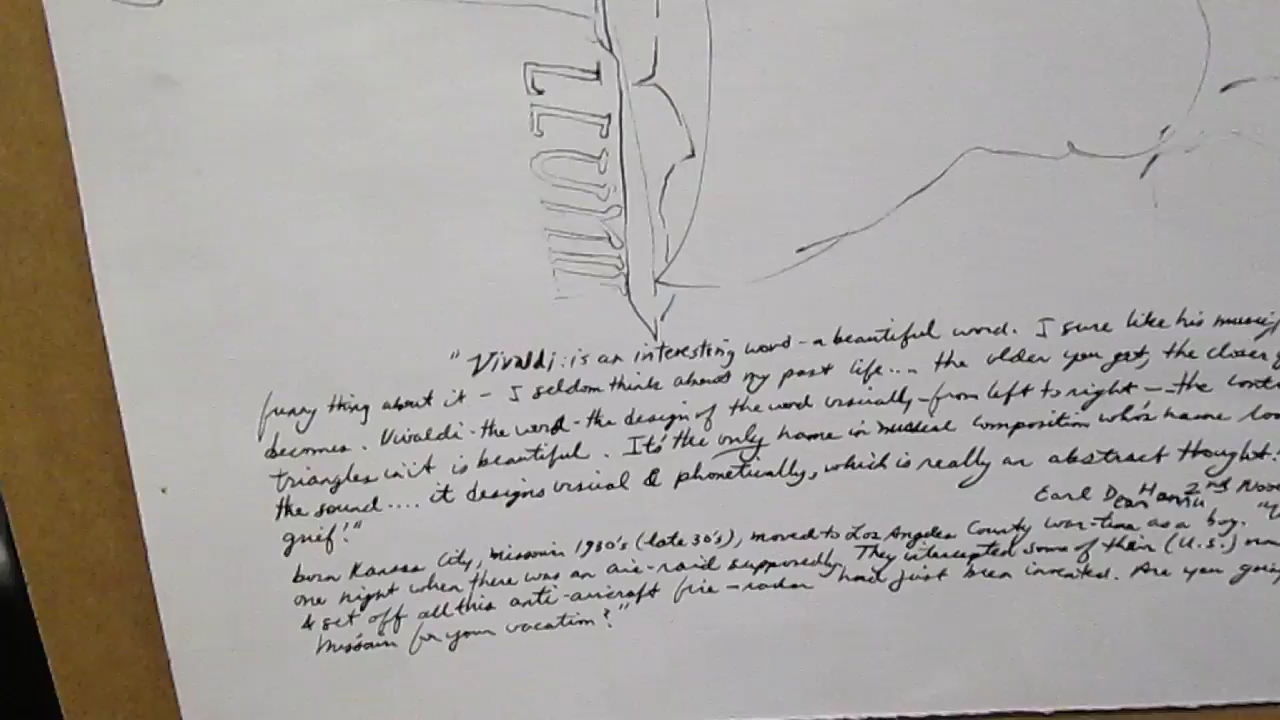 "Vivaldi: is an interesting word - a beautiful word. I sure like his music
funny thing about it - I seldom think about my past life.... the older you get, the closer
becomes. Vivaldi - the word - the design of the word visually - from left to right - the
triangles in it is beautiful. It's the only name in musical composition who's name
the sound.... it designs visual & phonetically, which is really an abstract thought.
grief!"
Earl Dean Harris 2nd
born Kansas City, Missouri 1930's (late 30's), moved to Los Angeles County war-time as a boy.
one night when there was an air-raid supposedly. They intercepted some of their (U.S.)
& set off all this anti-aircraft fire - radar had just been invented. Are you going
Missouri for your vacation?"